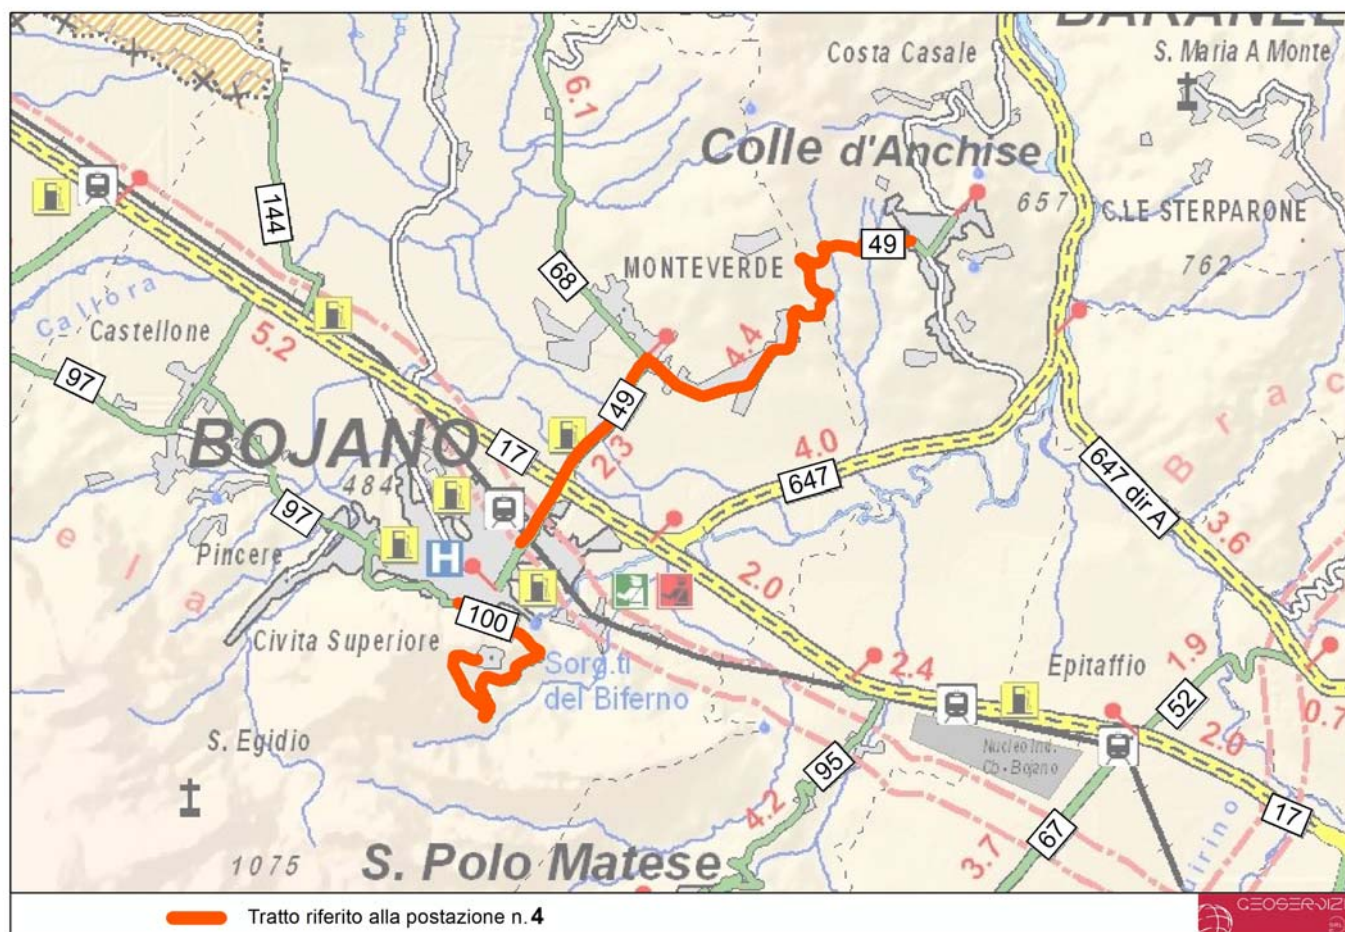 BARANEL
Costa Casale
S. Maria A Monte
6.1
Colle d'Anchise
657
C.LE STERPARONE
762
144
49
68
MONTEVERDE
Callora
Castellone
5.2
4.4
97
49
BOJANO
17
2.3
4.0
647
647 dir A
B r a c
484
97
3.6
Pincere
H
2.0
e l a
100
Civita Superiore
Sorg.ti
del Biferno
2.4
Epitaffio
1.9
52
0.7
2.0
S. Egidio
Nucleo Ind.
Cb - Bojano
95
4.2
17
67
3.7
uirino
1075
S. Polo Matese
Tratto riferito alla postazione n. 4
GEOSERVIZI